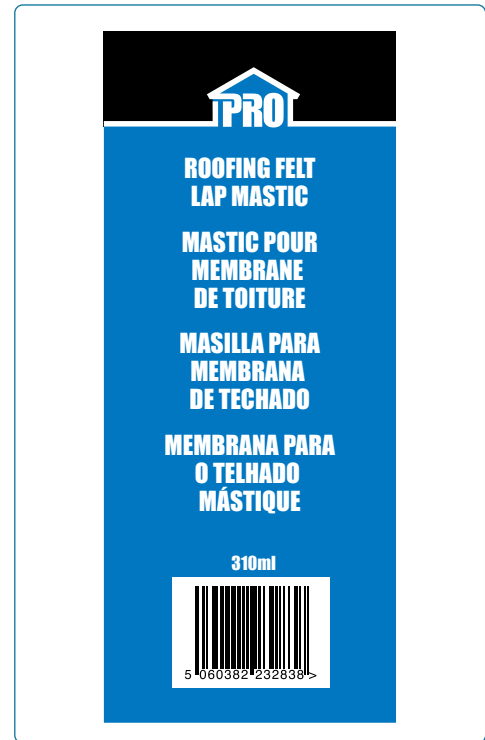 PRO
ROOFING FELT
LAP MASTIC
MASTIC POUR
MEMBRANE
DE TOITURE
MASILLA PARA
MEMBRANA
DE TECHADO
MEMBRANA PARA
O TELHADO
MÁSTIQUE
310ml
5 060382 232838 >